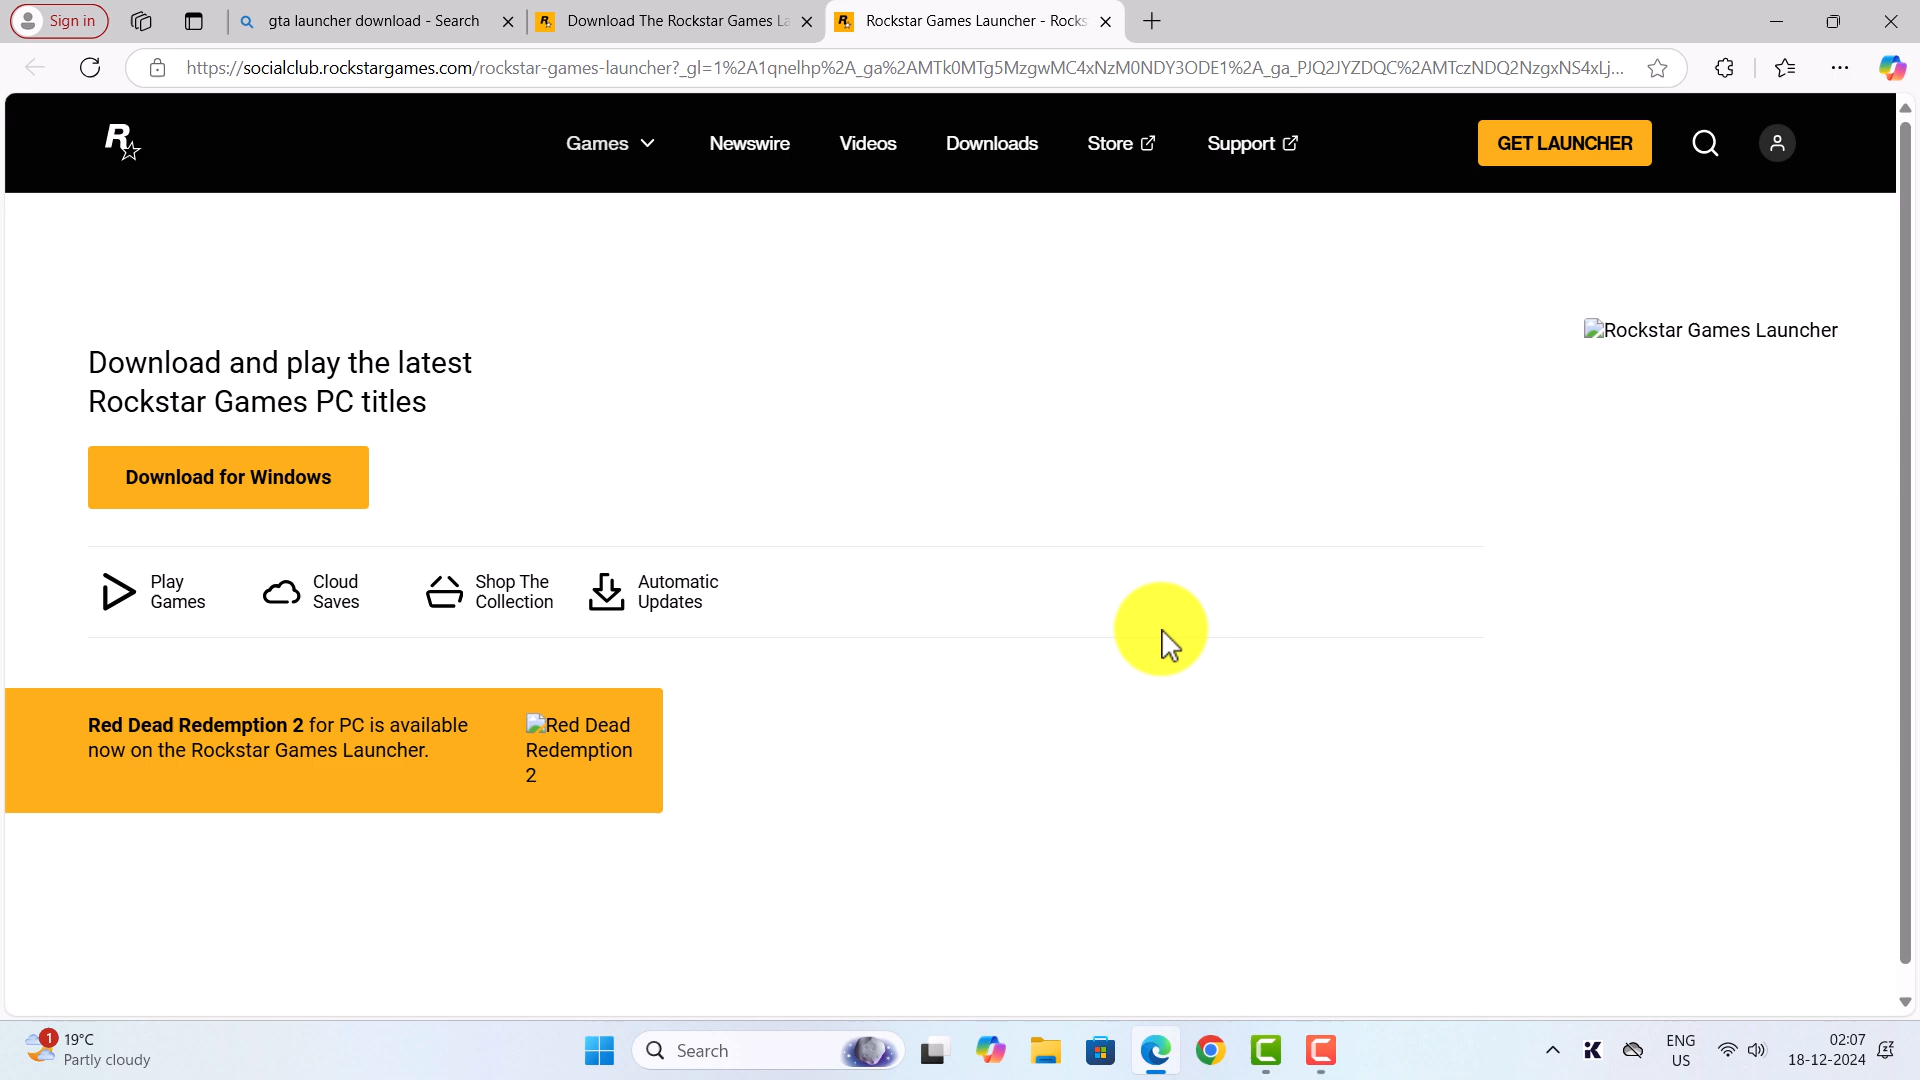 Sign in
gta launcher download - Search
Download The Rockstar Games La
Rockstar Games Launcher - Rocks
https://socialclub.rockstargames.com/rockstar-games-launcher?_gl=1%2A1qnelhp%2A_ga%2AMTk0MTg5MzgwMC4xNzM0NDY3ODE1%2A_ga_PJQ2JYZDQC%2AMTczNDQ2NzgxNS4xLj...
R
Games
Newswire
Videos
Downloads
Store
Support
GET LAUNCHER
Rockstar Games Launcher
Download and play the latest
Rockstar Games PC titles
Download for Windows
Play
Games
Cloud
Saves
Shop The
Collection
Automatic
Updates
Red Dead Redemption 2 for PC is available
now on the Rockstar Games Launcher.
Red Dead
Redemption
2
1
19°C
Partly cloudy
Search
ENG
US
02:07
18-12-2024